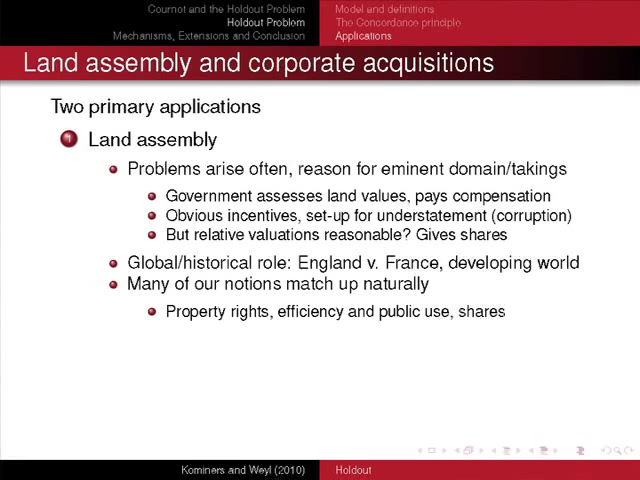 Cournot and the Holdout Problem
Holdout Problem
Mechanisms, Extensions and Conclusion
Model and definitions
The Concordance principle
Applications
Land assembly and corporate acquisitions
Two primary applications
1 Land assembly
Problems arise often, reason for eminent domain/takings
Government assesses land values, pays compensation
Obvious incentives, set-up for understatement (corruption)
But relative valuations reasonable? Gives shares
Global/historical role: England v. France, developing world
Many of our notions match up naturally
Property rights, efficiency and public use, shares
Kominers and Weyl (2010)
Holdout